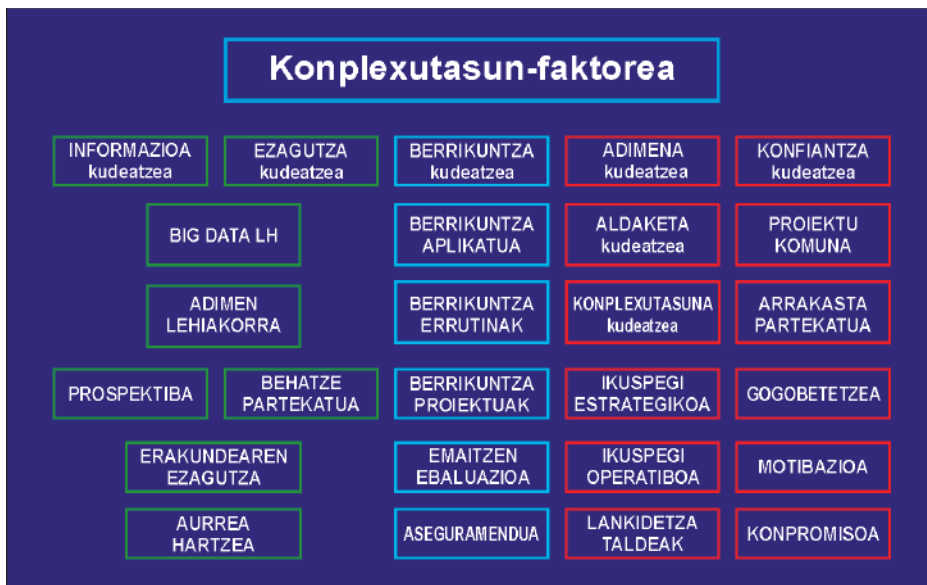 Konplexutasun-faktorea
INFORMAZIOA
kudeatzea
EZAGUTZA
kudeatzea
BERRIKUNTZA
kudeatzea
ADIMENA
kudeatzea
KONFIANTZA
kudeatzea
BIG DATA LH
BERRIKUNTZA
APLIKATUA
ALDAKETA
kudeatzea
PROIEKTU
KOMUNA
ADIMEN
LEHIAKORRA
BERRIKUNTZA
ERRUTINAK
KONPLEXUTASUNA
kudeatzea
ARRAKASTA
PARTEKATUA
PROSPEKTIBA
BEHATZE
PARTEKATUA
BERRIKUNTZA
PROIEKTUAK
IKUSPEGI
ESTRATEGIKOA
GOGOBETETZEA
ERAKUNDEAREN
EZAGUTZA
EMAITZEN
EBALUAZIOA
IKUSPEGI
OPERATIBOA
MOTIBAZIOA
AURREA
HARTZEA
ASEGURAMENDUA
LANKIDETZA
TALDEAK
KONPROMISOA